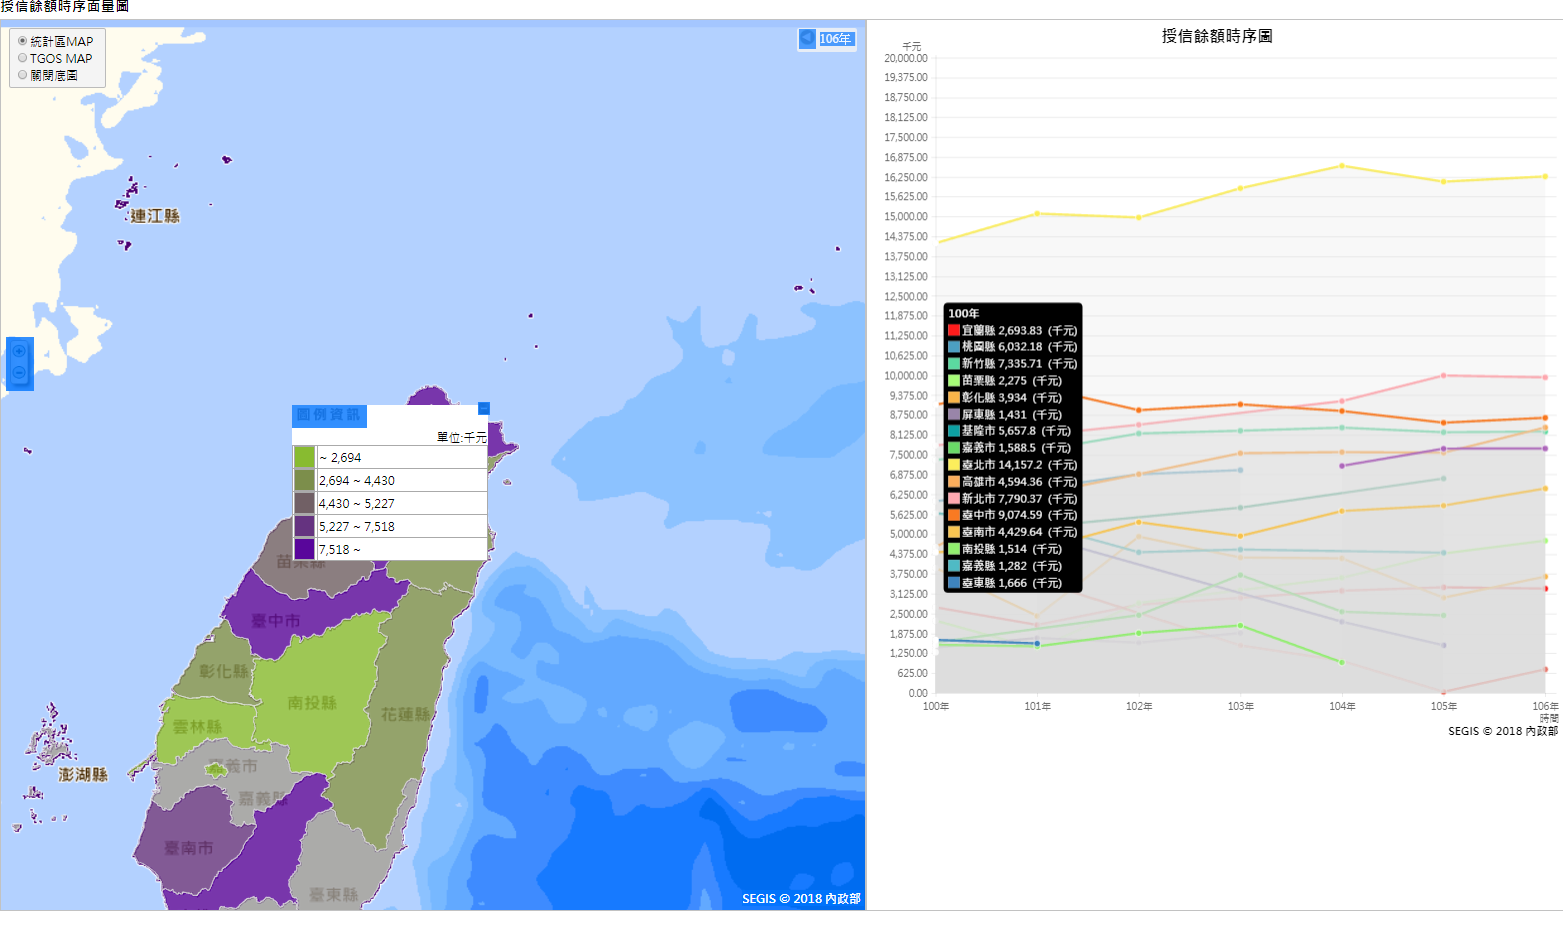 授信餘額時序面量圖
統計區MAP
TGOS MAP
關閉底圖
106年
連江縣
圖例資訊
單位:千元
~ 2,694
2,694 ~ 4,430
4,430 ~ 5,227
5,227 ~ 7,518
7,518 ~
苗栗縣
臺中市
彰化縣
南投縣
花蓮縣
雲林縣
嘉義市
澎湖縣
嘉義縣
臺南市
臺東縣
SEGIS © 2018 內政部
授信餘額時序圖
千元
20,000.00
19,375.00
18,750.00
18,125.00
17,500.00
16,875.00
16,250.00
15,625.00
15,000.00
14,375.00
13,750.00
13,125.00
12,500.00
11,875.00
11,250.00
10,625.00
10,000.00
9,375.00
8,750.00
8,125.00
7,500.00
6,875.00
6,250.00
5,625.00
5,000.00
4,375.00
3,750.00
3,125.00
2,500.00
1,875.00
1,250.00
625.00
0.00
100年
宜蘭縣 2,693.83 (千元)
桃園縣 6,032.18 (千元)
新竹縣 7,335.71 (千元)
苗栗縣 2,275 (千元)
彰化縣 3,934 (千元)
屏東縣 1,431 (千元)
基隆市 5,657.8 (千元)
嘉義市 1,588.5 (千元)
臺北市 14,157.2 (千元)
高雄市 4,594.36 (千元)
新北市 7,790.37 (千元)
臺中市 9,074.59 (千元)
臺南市 4,429.64 (千元)
南投縣 1,514 (千元)
嘉義縣 1,282 (千元)
臺東縣 1,666 (千元)
100年 101年 102年 103年 104年 105年 106年
時間
SEGIS © 2018 內政部